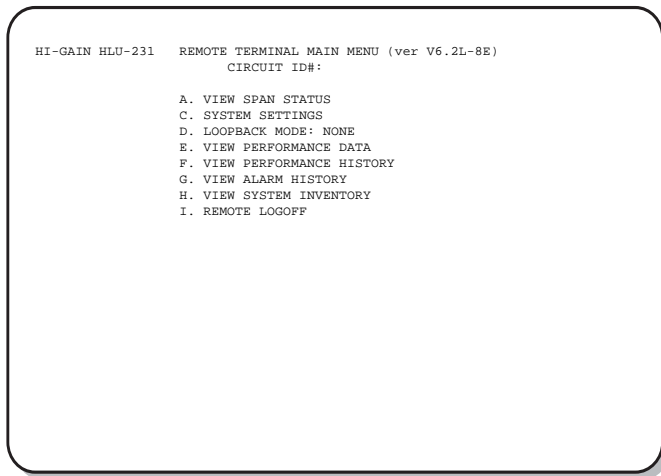 HI-GAIN HLU-231 REMOTE TERMINAL MAIN MENU (ver V6.2L-8E)
CIRCUIT ID#:
A. VIEW SPAN STATUS
C. SYSTEM SETTINGS
D. LOOPBACK MODE: NONE
E. VIEW PERFORMANCE DATA
F. VIEW PERFORMANCE HISTORY
G. VIEW ALARM HISTORY
H. VIEW SYSTEM INVENTORY
I. REMOTE LOGOFF